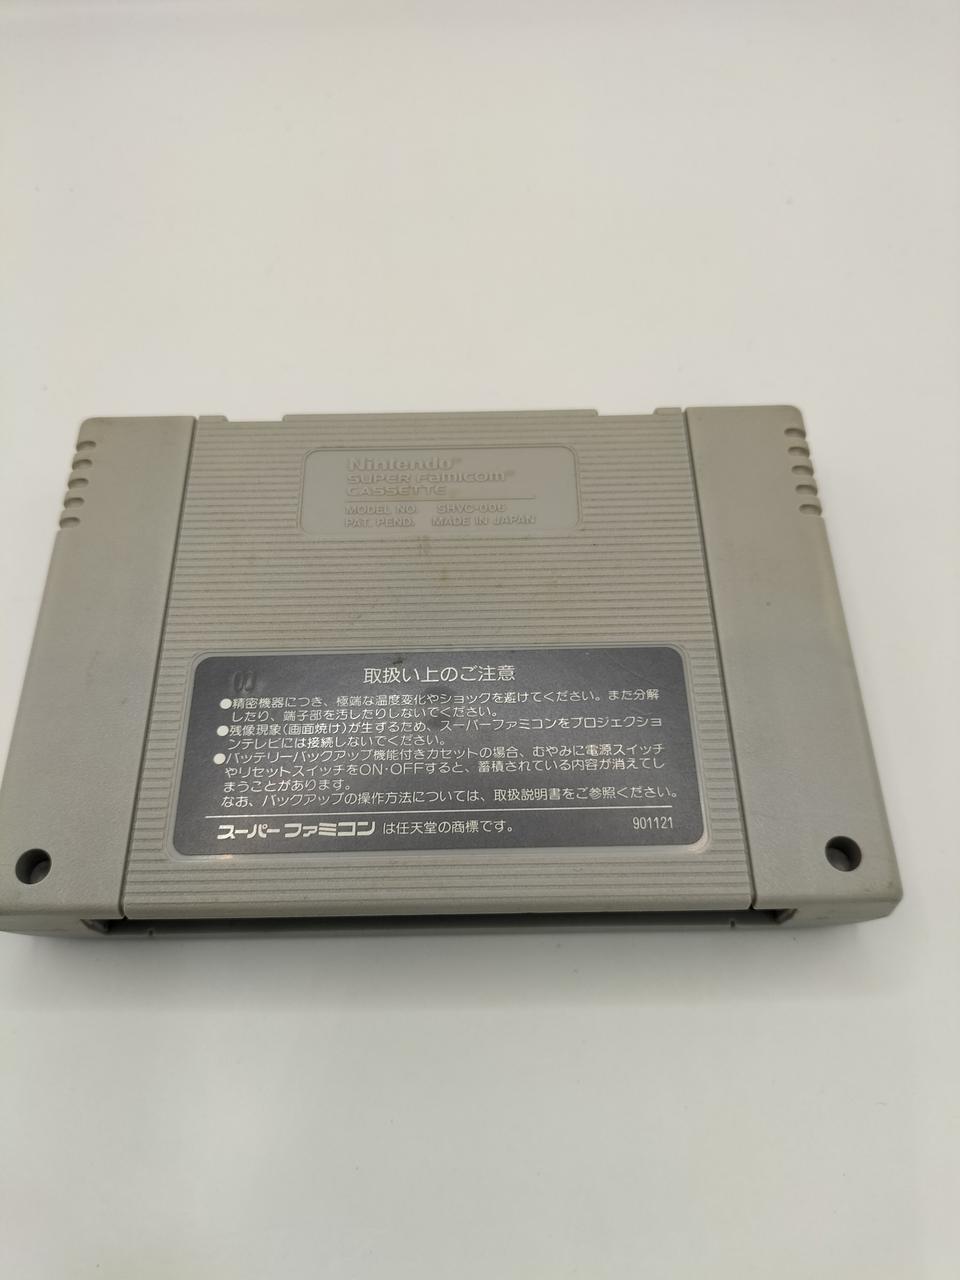 Nintendo™
SUPER Famicom™
CASSETTE
MODEL NO. SHVC-006
PAT. PEND. MADE IN JAPAN
取扱い上のご注意
●精密機器につき、極端な温度変化やショックを避けてください。また分解
したり、端子部を汚したりしないでください。
●残像現象(画面焼け)が生ずるため、スーパーファミコンをプロジェクショ
ンテレビには接続しないでください。
●バッテリーバックアップ機能付きカセットの場合、むやみに電源スイッチ
やリセットスイッチをON・OFFすると、蓄積されている内容が消えてし
まうことがあります。
なお、バックアップの操作方法については、取扱説明書をご参照ください。
スーパーファミコン は任天堂の商標です。 901121